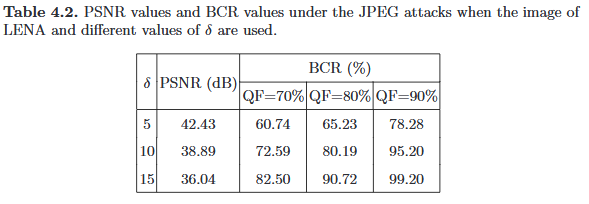 Table 4.2. PSNR values and BCR values under the JPEG attacks when the image of
LENA and different values of δ are used.
δ PSNR (dB) BCR (%)
QF=70% QF=80% QF=90%
5 42.43 60.74 65.23 78.28
10 38.89 72.59 80.19 95.20
15 36.04 82.50 90.72 99.20